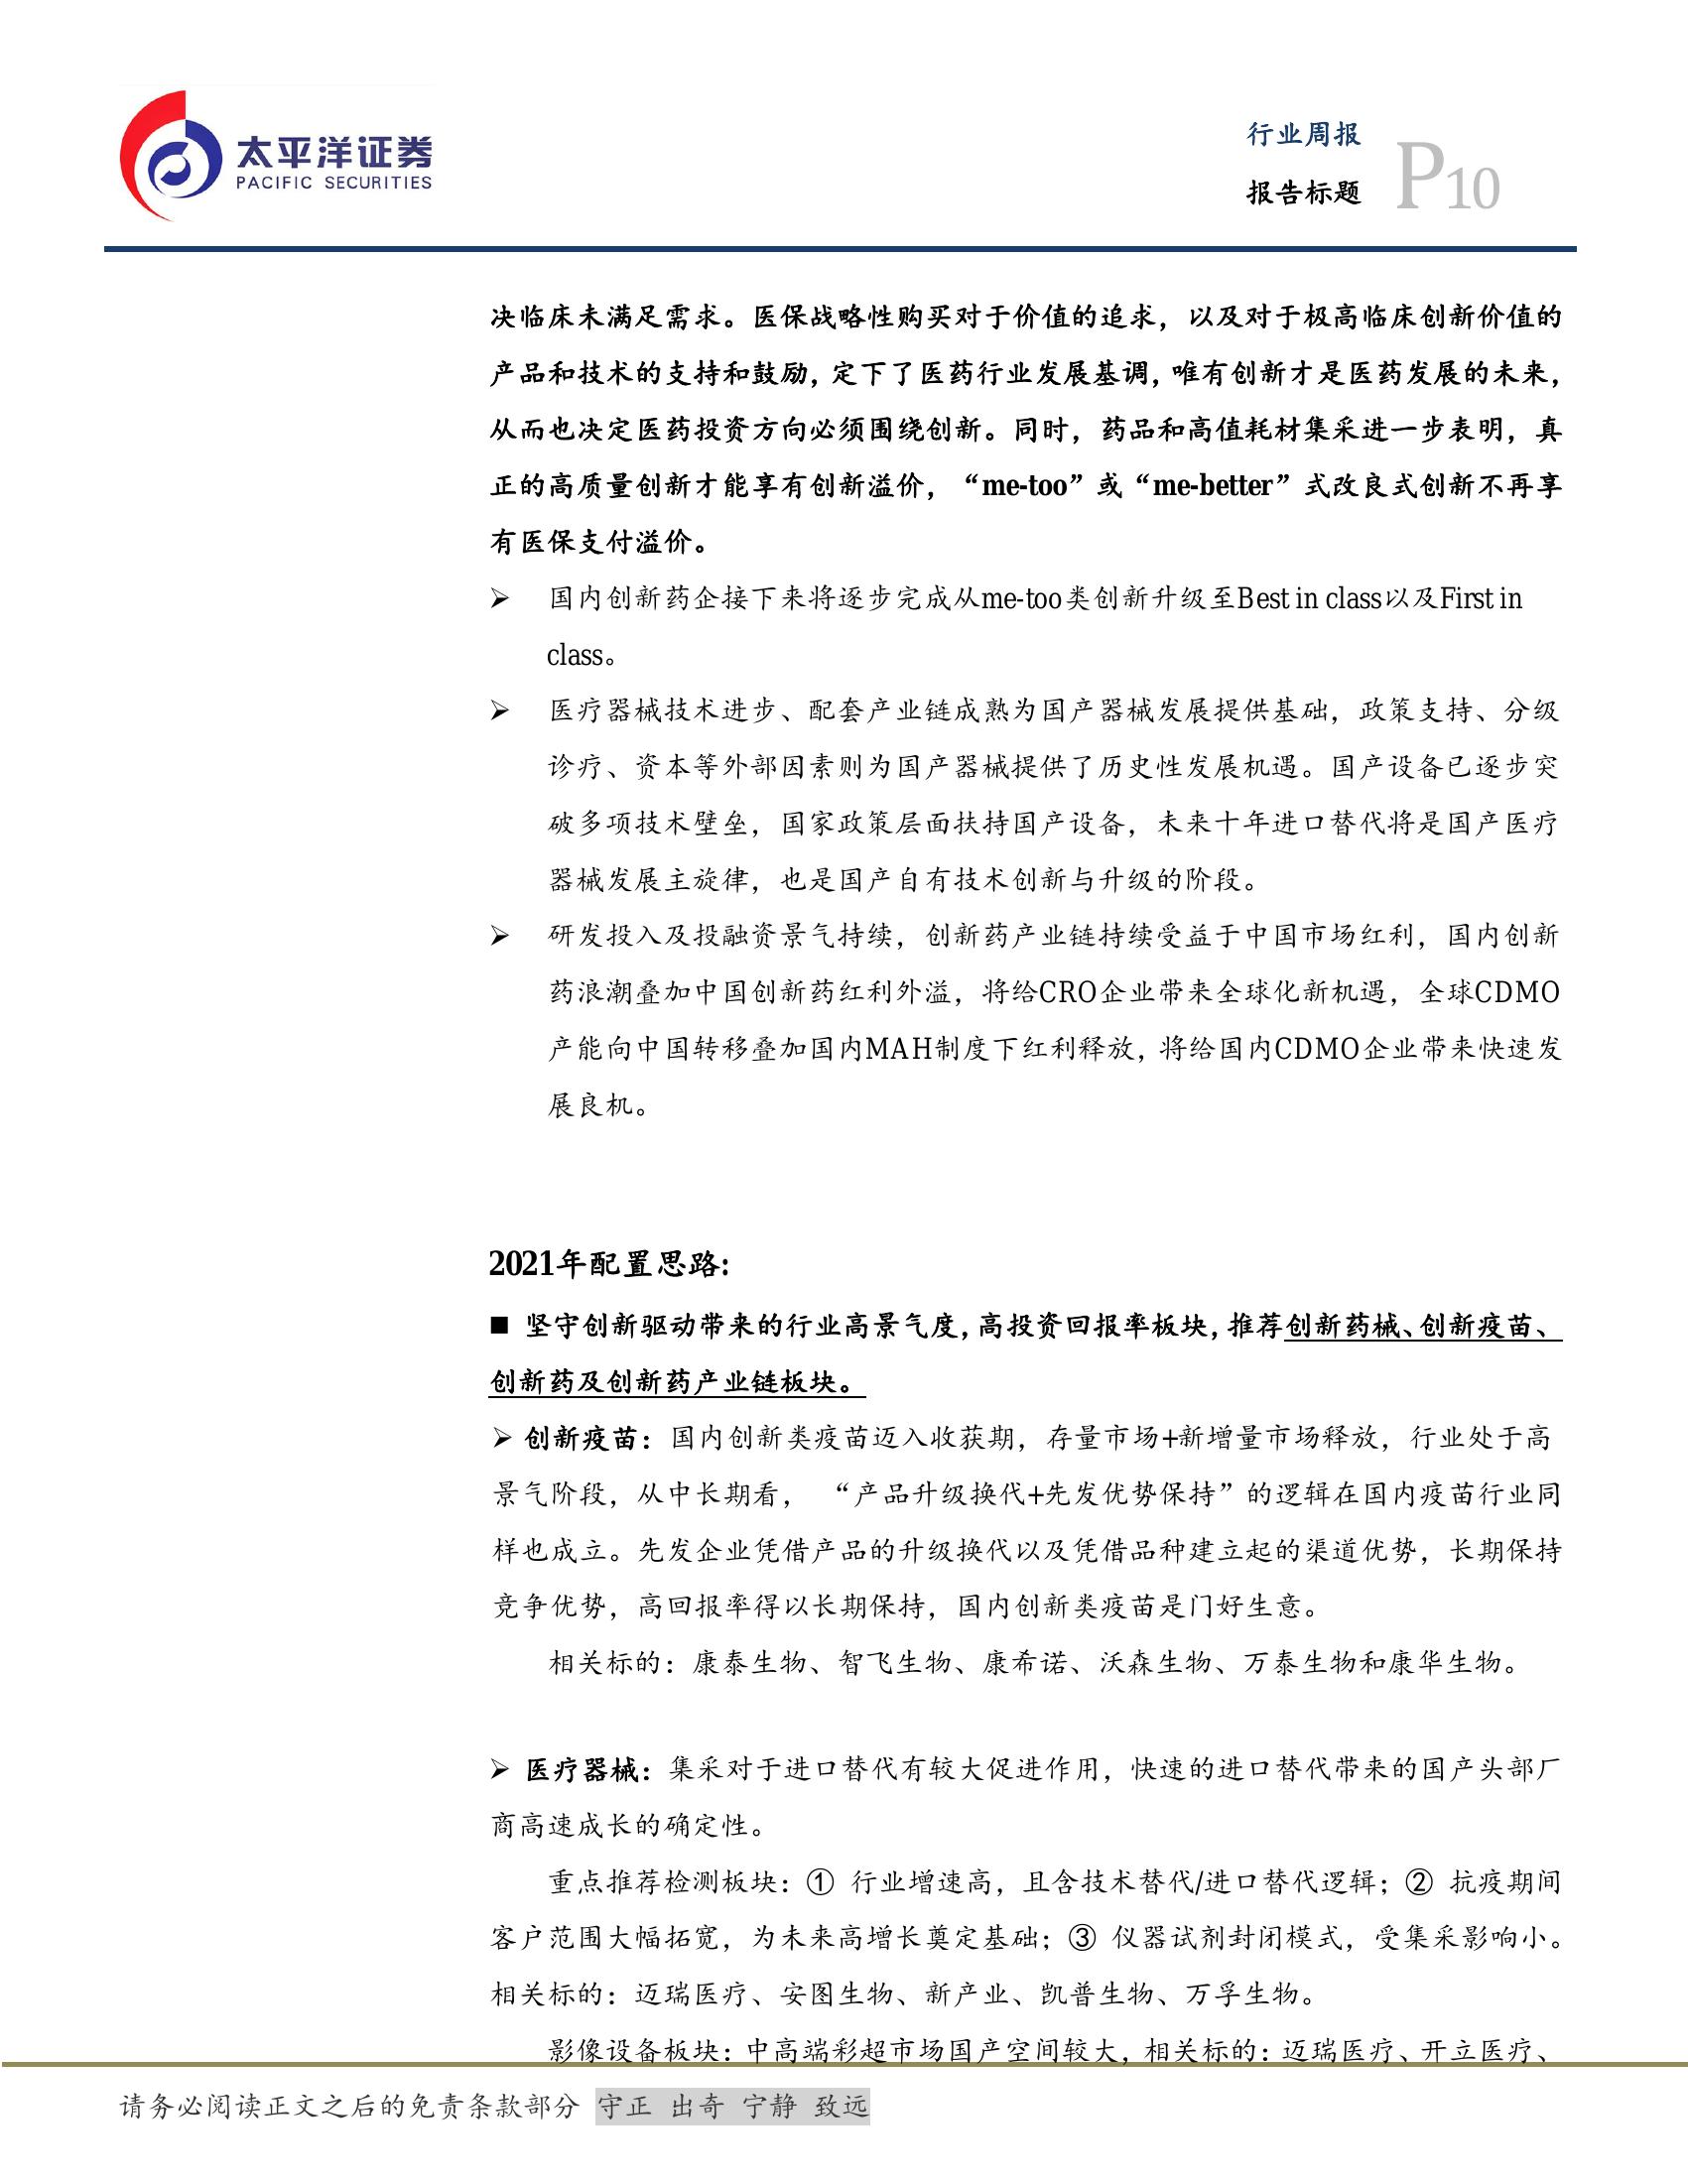 太平洋证券
PACIFIC SECURITIES
行业周报
报告标题
P10
决临床未满足需求。医保战略性购买对于价值的追求，以及对于极高临床创新价值的
产品和技术的支持和鼓励，定下了医药行业发展基调，唯有创新才是医药发展的未来，
从而也决定医药投资方向必须围绕创新。同时，药品和高值耗材集采进一步表明，真
正的高质量创新才能享有创新溢价，“me-too”或“me-better”式改良式创新不再享
有医保支付溢价。
➢ 国内创新药企接下来将逐步完成从me-too类创新升级至Best in class以及First in
class。
➢ 医疗器械技术进步、配套产业链成熟为国产器械发展提供基础，政策支持、分级
诊疗、资本等外部因素则为国产器械提供了历史性发展机遇。国产设备已逐步突
破多项技术壁垒，国家政策层面扶持国产设备，未来十年进口替代将是国产医疗
器械发展主旋律，也是国产自有技术创新与升级的阶段。
➢ 研发投入及投融资景气持续，创新药产业链持续受益于中国市场红利，国内创新
药浪潮叠加中国创新药红利外溢，将给CRO企业带来全球化新机遇，全球CDMO
产能向中国转移叠加国内MAH制度下红利释放，将给国内CDMO企业带来快速发
展良机。
2021年配置思路：
■ 坚守创新驱动带来的行业高景气度，高投资回报率板块，推荐创新药械、创新疫苗、
创新药及创新药产业链板块。
➢ 创新疫苗：国内创新类疫苗迈入收获期，存量市场+新增量市场释放，行业处于高
景气阶段，从中长期看， “产品升级换代+先发优势保持”的逻辑在国内疫苗行业同
样也成立。先发企业凭借产品的升级换代以及凭借品种建立起的渠道优势，长期保持
竞争优势，高回报率得以长期保持，国内创新类疫苗是门好生意。
相关标的：康泰生物、智飞生物、康希诺、沃森生物、万泰生物和康华生物。
➢ 医疗器械：集采对于进口替代有较大促进作用，快速的进口替代带来的国产头部厂
商高速成长的确定性。
重点推荐检测板块：① 行业增速高，且含技术替代/进口替代逻辑；② 抗疫期间
客户范围大幅拓宽，为未来高增长奠定基础；③ 仪器试剂封闭模式，受集采影响小。
相关标的：迈瑞医疗、安图生物、新产业、凯普生物、万孚生物。
影像设备板块：中高端彩超市场国产空间较大，相关标的：迈瑞医疗、开立医疗、
请务必阅读正文之后的免责条款部分 守正 出奇 宁静 致远